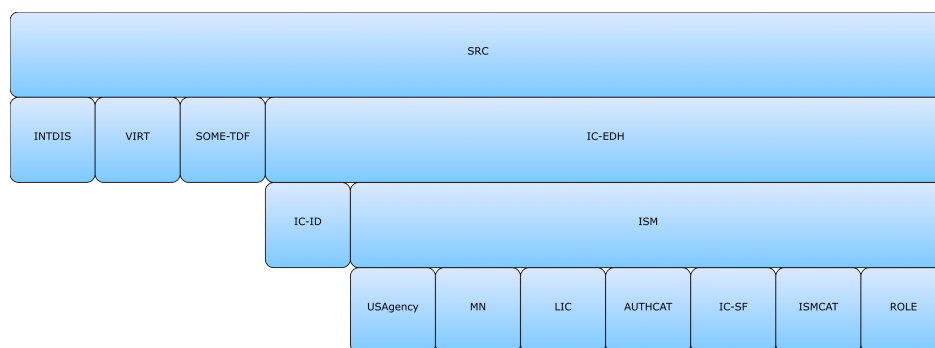 SRC
INTDIS VIRT SOME-TDF IC-EDH
IC-ID ISM
USAgency MN LIC AUTHCAT IC-SF ISMCAT ROLE